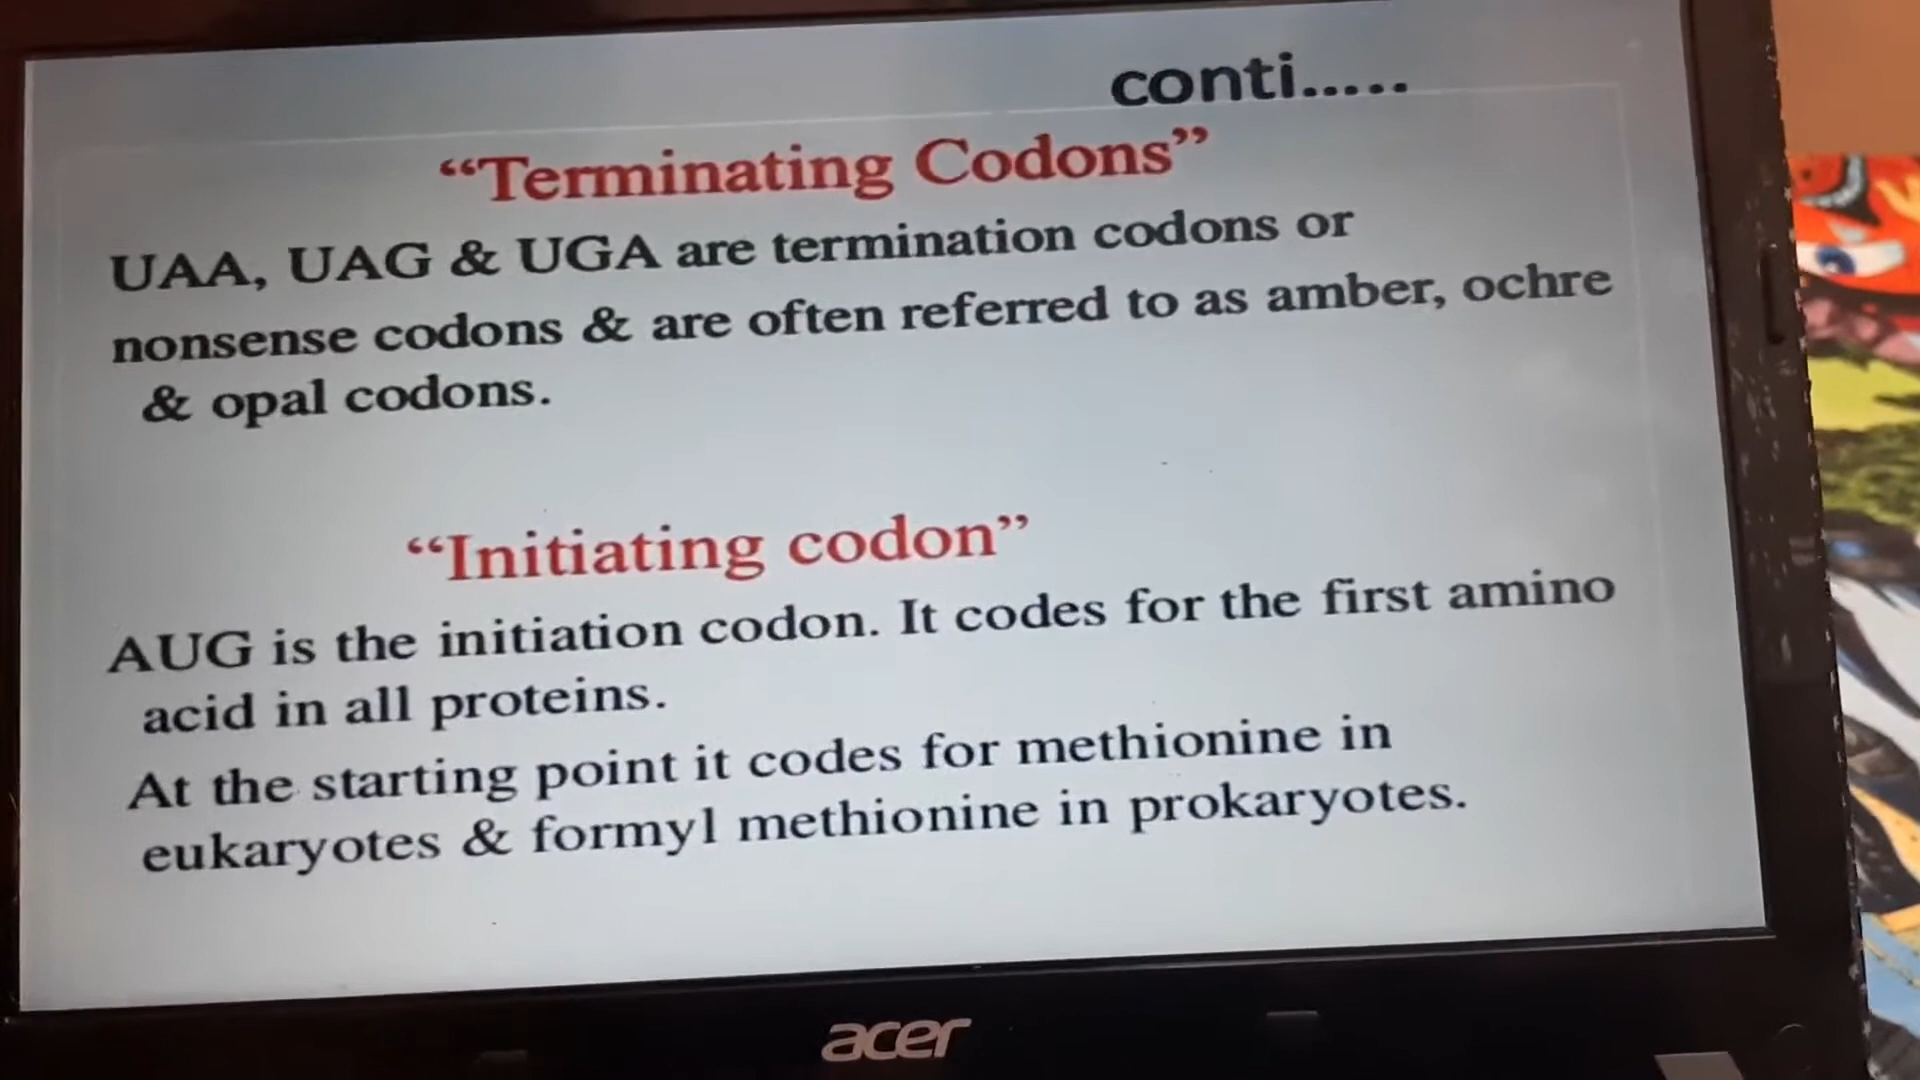 conti.....
“Terminating Codons”
UAA, UAG & UGA are termination codons or
nonsense codons & are often referred to as amber, ochre
& opal codons.
“Initiating codon”
AUG is the initiation codon. It codes for the first amino
acid in all proteins.
At the starting point it codes for methionine in
eukaryotes & formyl methionine in prokaryotes.
acer